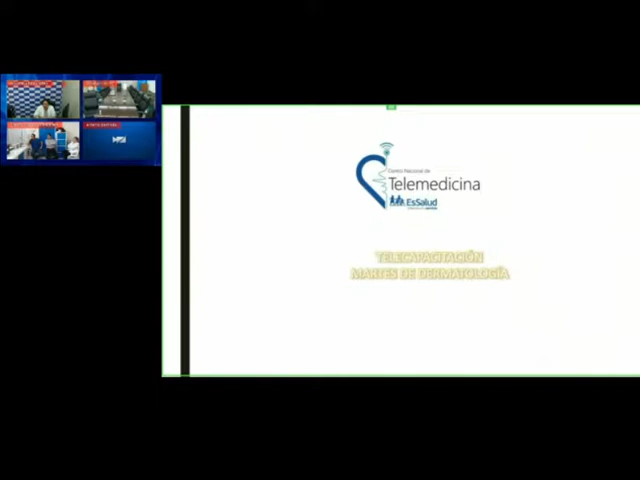 Centro Nacional de
Telemedicina
EsSalud
TELECAPACITACIÓN
MARTES DE DERMATOLOGÍA